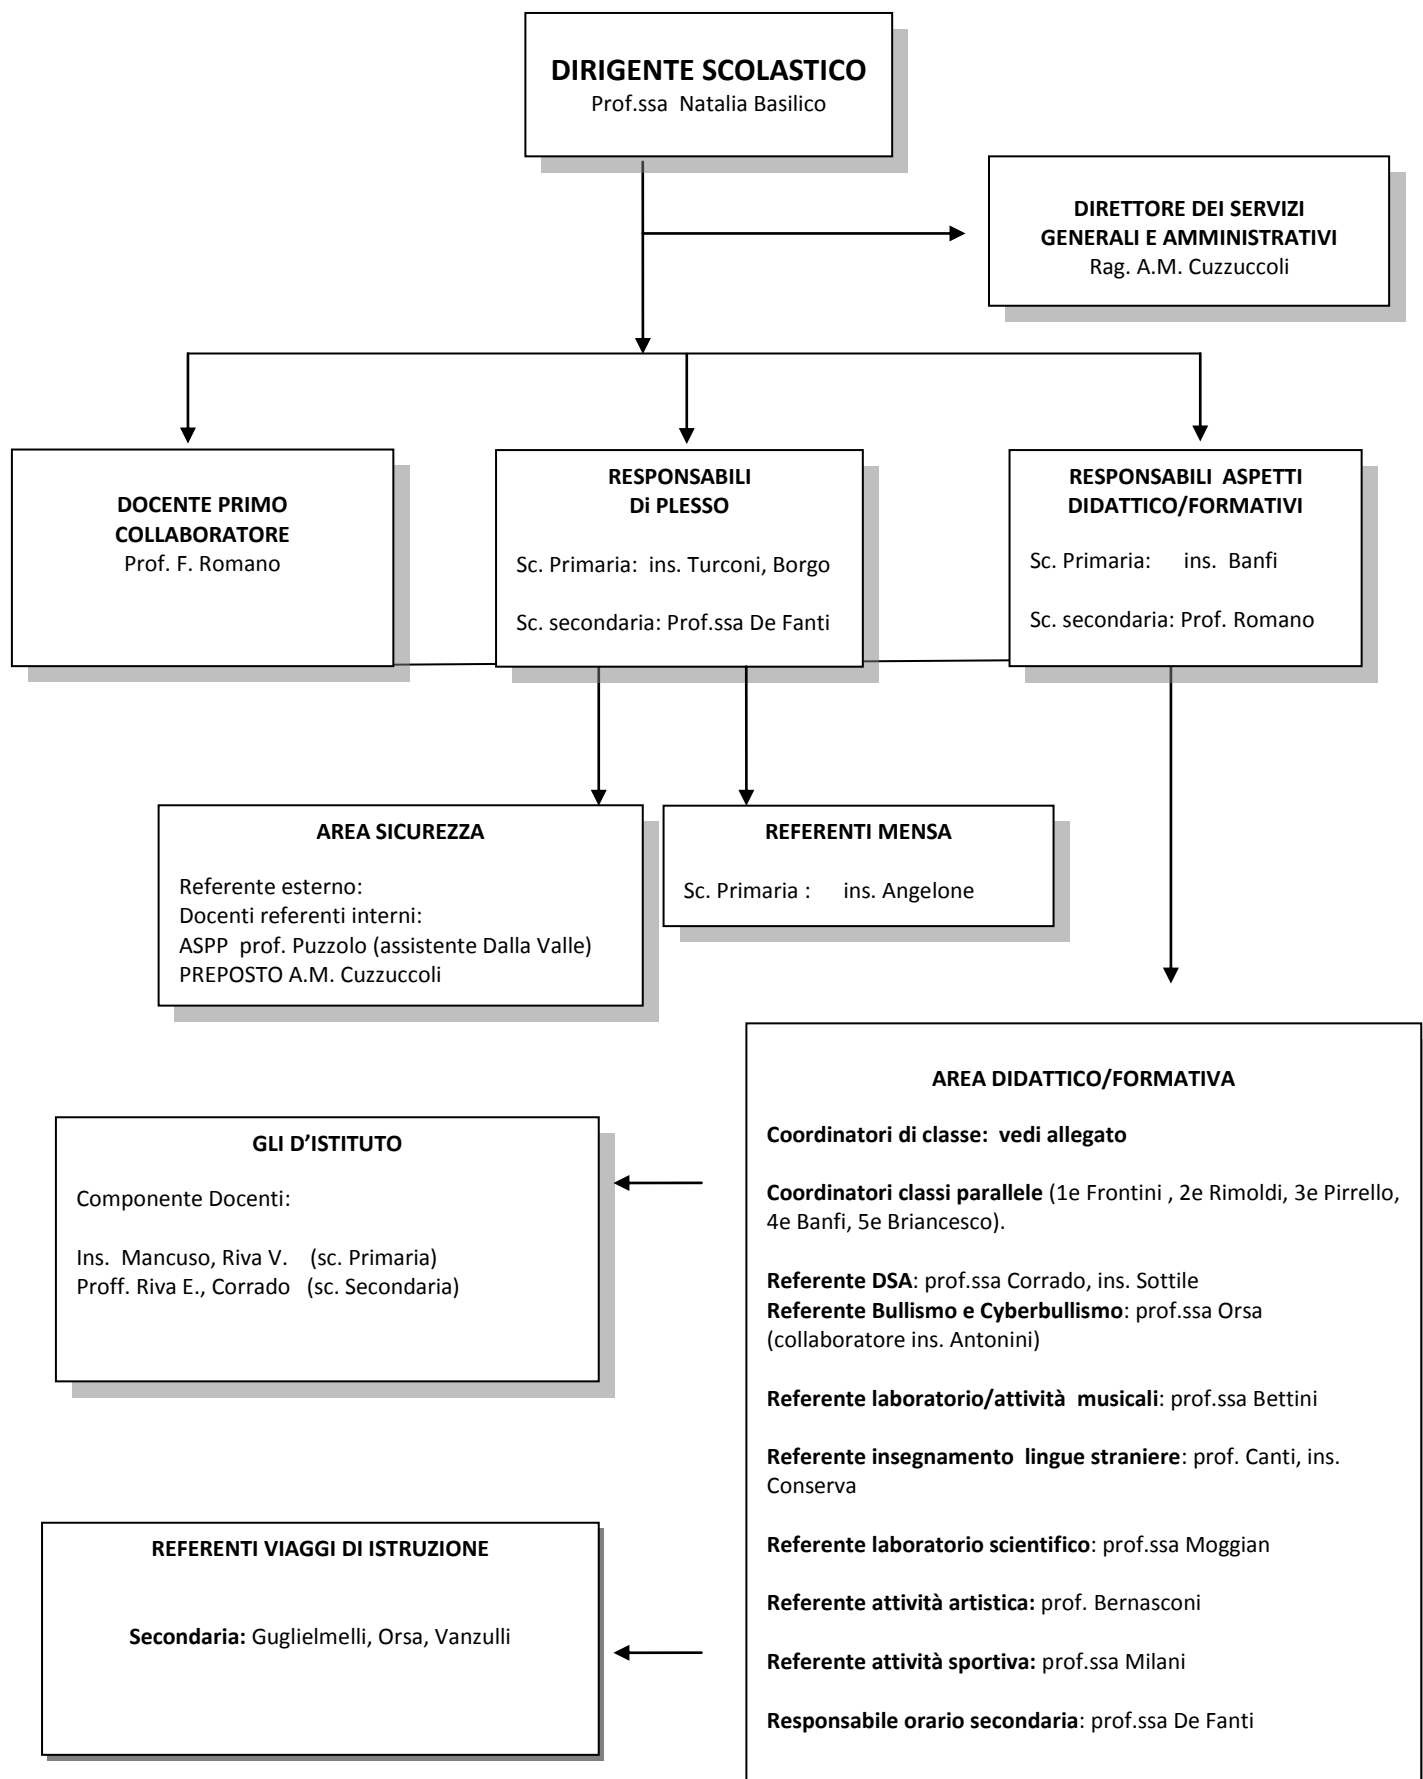 DIRIGENTE SCOLASTICO
Prof.ssa Natalia Basilico
DIRETTORE DEI SERVIZI
GENERALI E AMMINISTRATIVI
Rag. A.M. Cuzzuccoli
DOCENTE PRIMO
COLLABORATORE
Prof. F. Romano
RESPONSABILI
Di PLESSO
Sc. Primaria: ins. Turconi, Borgo
Sc. secondaria: Prof.ssa De Fanti
RESPONSABILI ASPETTI
DIDATTICO/FORMATIVI
Sc. Primaria: ins. Banfi
Sc. secondaria: Prof. Romano
AREA SICUREZZA
Referente esterno:
Docenti referenti interni:
ASPP prof. Puzzolo (assistente Dalla Valle)
PREPOSTO A.M. Cuzzuccoli
REFERENTI MENSA
Sc. Primaria : ins. Angelone
AREA DIDATTICO/FORMATIVA
Coordinatori di classe: vedi allegato
Coordinatori classi parallele (1e Frontini , 2e Rimoldi, 3e Pirrello,
4e Banfi, 5e Briancesco).
Referente DSA: prof.ssa Corrado, ins. Sottile
Referente Bullismo e Cyberbullismo: prof.ssa Orsa
(collaboratore ins. Antonini)
Referente laboratorio/attività musicali: prof.ssa Bettini
Referente insegnamento lingue straniere: prof. Canti, ins.
Conserva
Referente laboratorio scientifico: prof.ssa Moggian
Referente attività artistica: prof. Bernasconi
Referente attività sportiva: prof.ssa Milani
Responsabile orario secondaria: prof.ssa De Fanti
GLI D’ISTITUTO
Componente Docenti:
Ins. Mancuso, Riva V. (sc. Primaria)
Proff. Riva E., Corrado (sc. Secondaria)
REFERENTI VIAGGI DI ISTRUZIONE
Secondaria: Guglielmelli, Orsa, Vanzulli